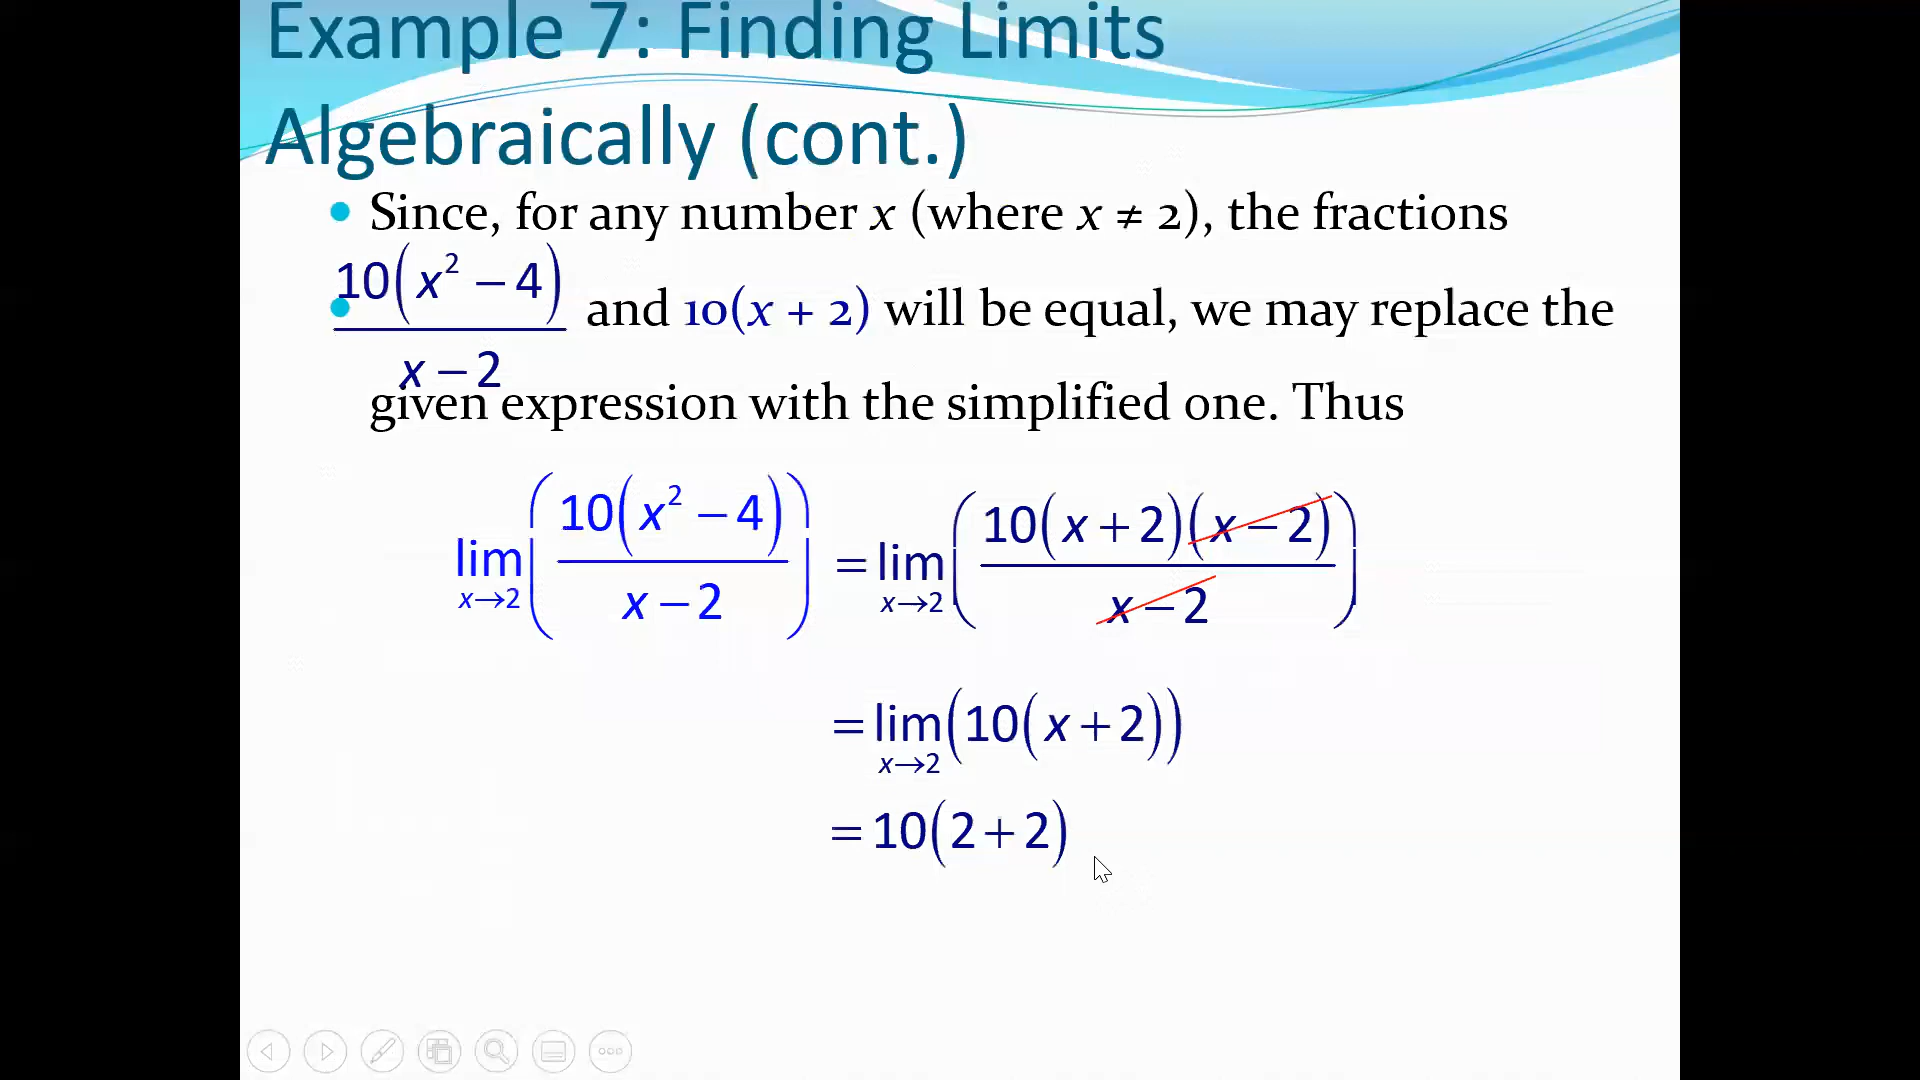 Example 7: Finding Limits
Algebraically (cont.)
• Since, for any number x (where x ≠ 2), the fractions
• 10(x² − 4) / x − 2 and 10(x + 2) will be equal, we may replace the
given expression with the simplified one. Thus
lim x→2 (10(x² − 4) / x − 2) = lim x→2 (10(x + 2)(x − 2) / x − 2)
= lim x→2 (10(x + 2))
= 10(2 + 2)